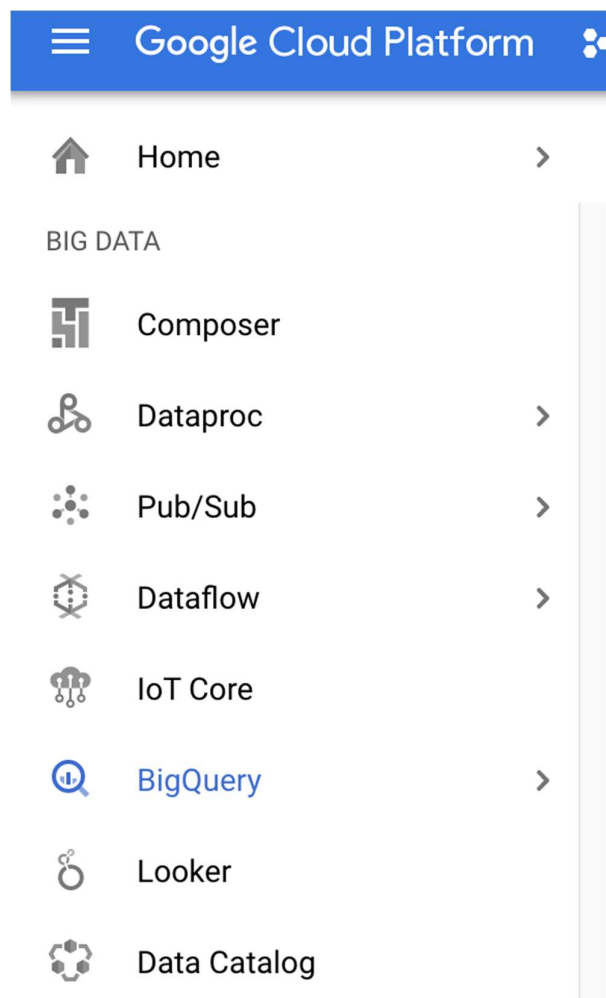 Google Cloud Platform
Home
BIG DATA
Composer
Dataproc
Pub/Sub
Dataflow
IoT Core
BigQuery
Looker
Data Catalog